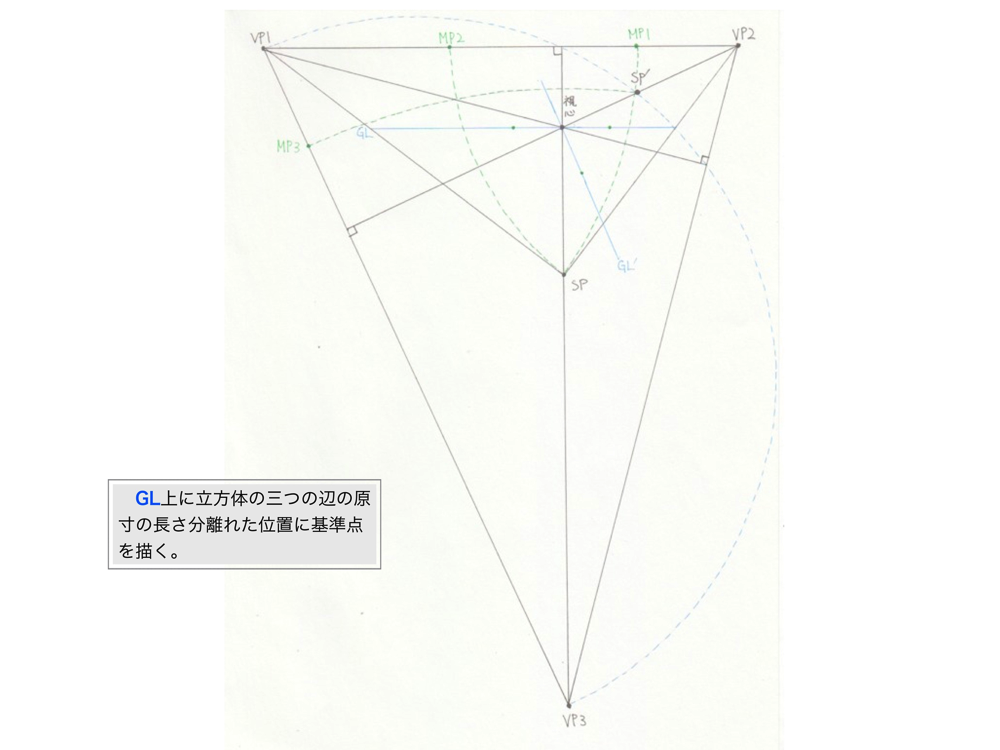 VP1
MP2
MP1
VP2
SP'
視心
GL
MP3
GL'
SP
GL上に立方体の三つの辺の原
寸の長さ分離れた位置に基準点
を描く。
VP3